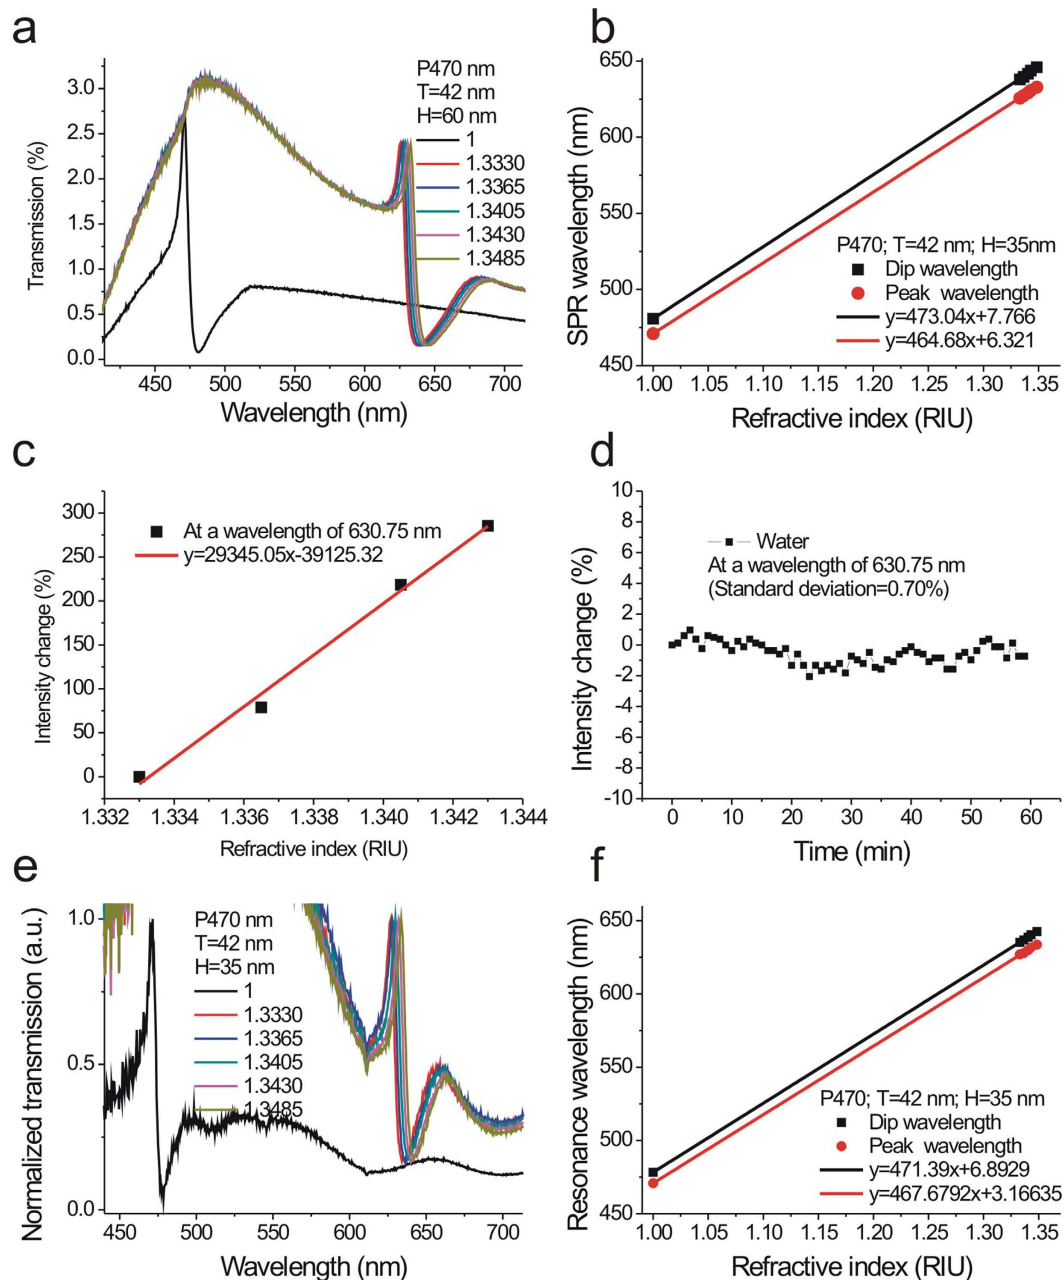 a
P470 nm
T=42 nm
H=60 nm
1
1.3330
1.3365
1.3405
1.3430
1.3485
3.0
2.5
2.0
1.5
1.0
0.5
0.0
Transmission (%)
450 500 550 600 650 700
Wavelength (nm)
b
650
600
550
500
450
SPR wavelength (nm)
P470; T=42 nm; H=35nm
Dip wavelength
Peak wavelength
y=473.04x+7.766
y=464.68x+6.321
1.00 1.05 1.10 1.15 1.20 1.25 1.30 1.35
Refractive index (RIU)
c
300
250
200
150
100
50
0
Intensity change (%)
At a wavelength of 630.75 nm
y=29345.05x-39125.32
1.332 1.334 1.336 1.338 1.340 1.342 1.344
Refractive index (RIU)
d
10
8
6
4
2
0
-2
-4
-6
-8
-10
Intensity change (%)
Water
At a wavelength of 630.75 nm
(Standard deviation=0.70%)
0 10 20 30 40 50 60
Time (min)
e
1.0
0.5
0.0
Normalized transmission (a.u.)
P470 nm
T=42 nm
H=35 nm
1
1.3330
1.3365
1.3405
1.3430
1.3485
450 500 550 600 650 700
Wavelength (nm)
f
650
600
550
500
450
Resonance wavelength (nm)
P470; T=42 nm; H=35 nm
Dip wavelength
Peak wavelength
y=471.39x+6.8929
y=467.6792x+3.16635
1.00 1.05 1.10 1.15 1.20 1.25 1.30 1.35
Refractive index (RIU)